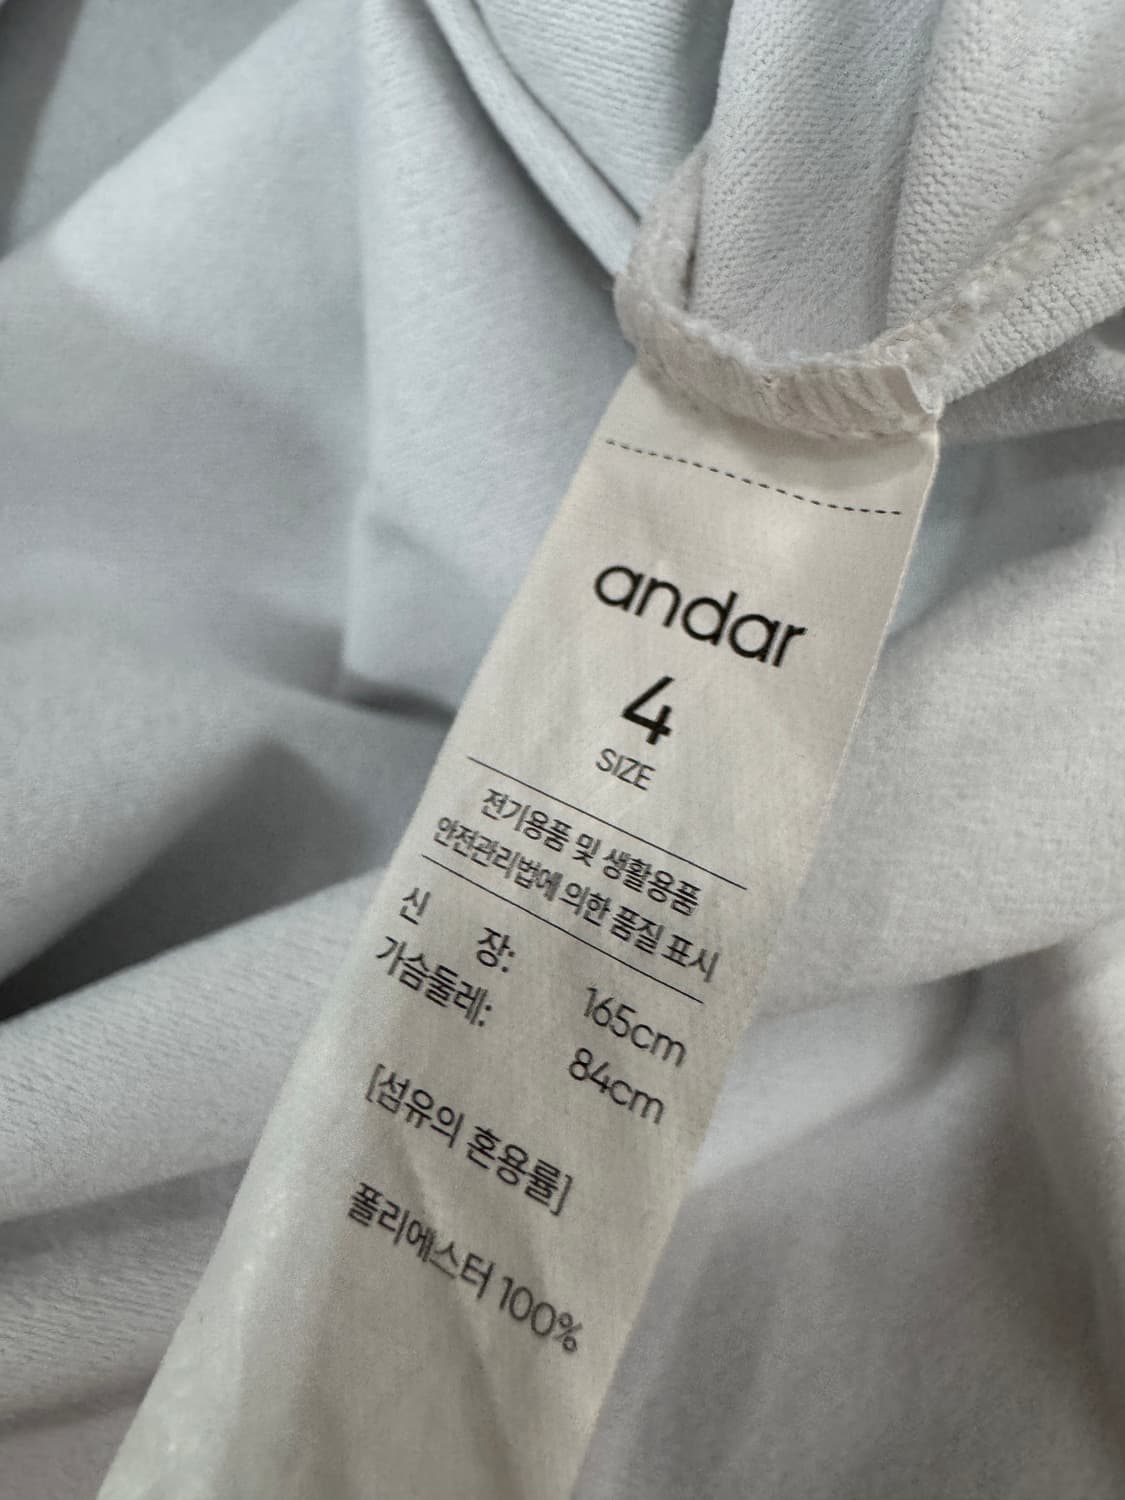 andar
4
SIZE
전기용품 및 생활용품
안전관리법에 의한 품질 표시
신 장: 165cm
가슴둘레: 84cm
[섬유의 혼용률]
폴리에스터 100%